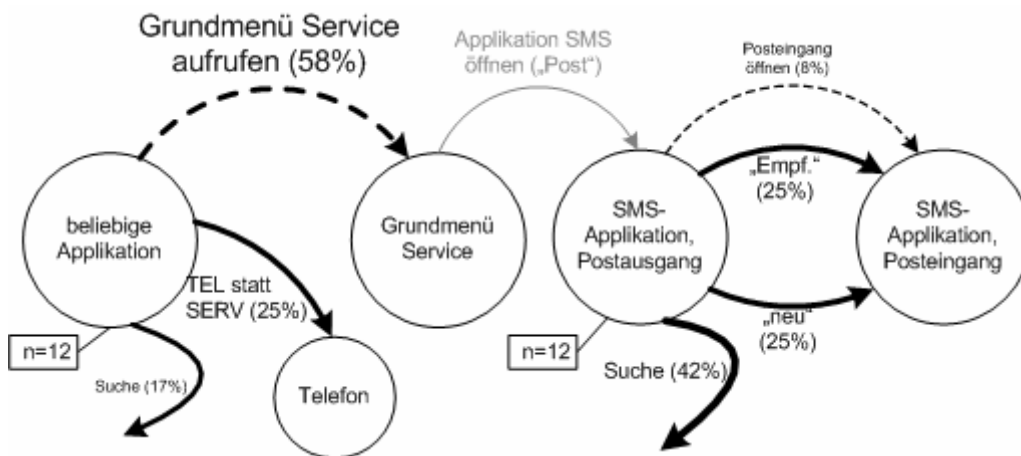 Grundmenü Service
aufrufen (58%)
Applikation SMS
öffnen („Post“)
Posteingang
öffnen (8%)
„Empf.“
(25%)
beliebige
Applikation
Grundmenü
Service
SMS-
Applikation,
Postausgang
SMS-
Applikation,
Posteingang
TEL statt
SERV (25%)
„neu“
(25%)
n=12
n=12
Suche (17%)
Telefon
Suche (42%)